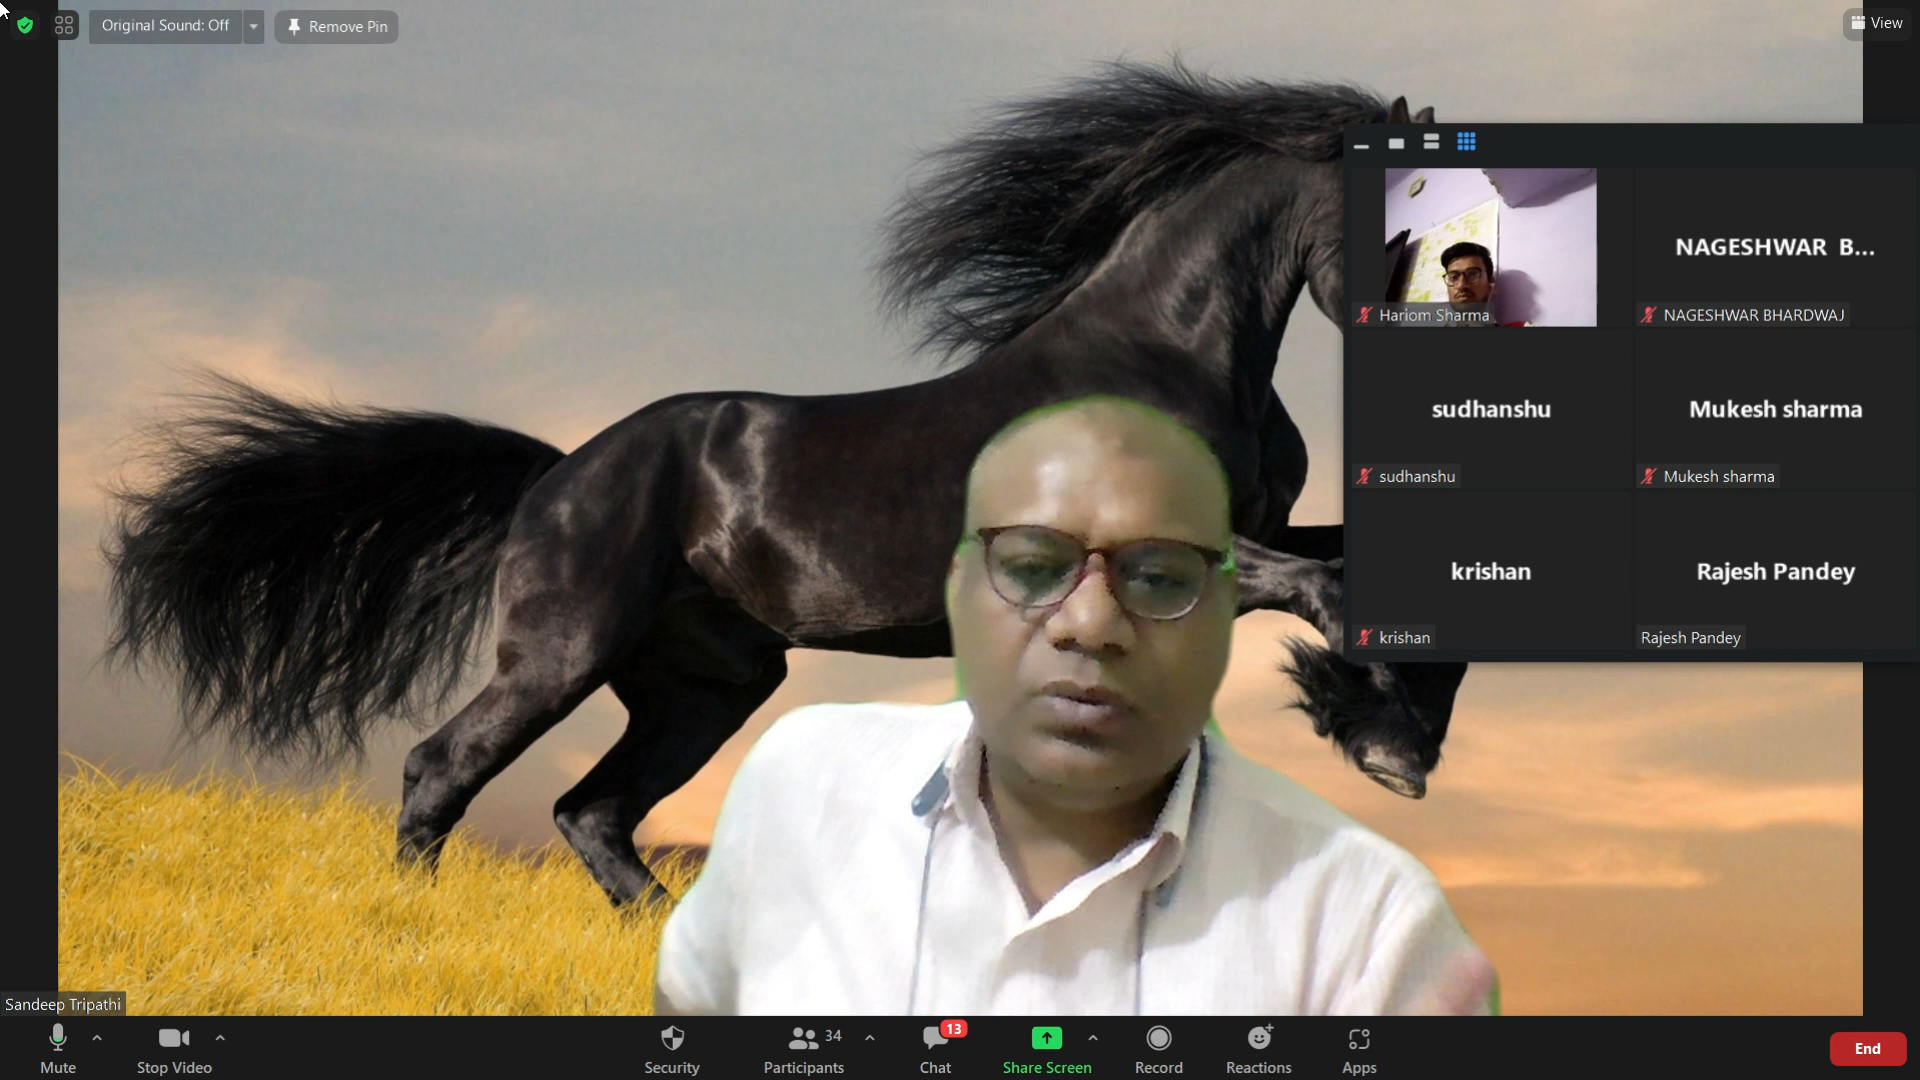 Original Sound: Off
Remove Pin
View
NAGESHWAR B...
Hariom Sharma
NAGESHWAR BHARDWAJ
sudhanshu
Mukesh sharma
sudhanshu
Mukesh sharma
krishan
Rajesh Pandey
krishan
Rajesh Pandey
Sandeep Tripathi
34
13
Mute
Stop Video
Security
Participants
Chat
Share Screen
Record
Reactions
Apps
End